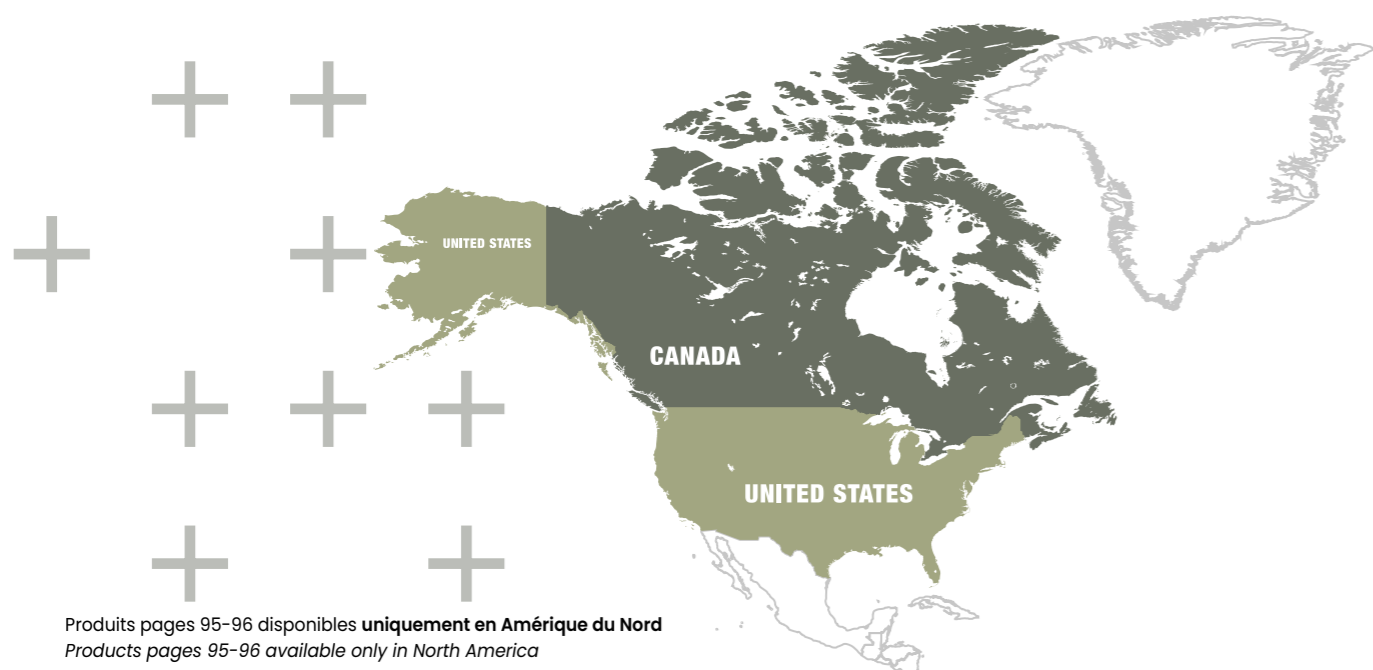 UNITED STATES
CANADA
UNITED STATES
Produits pages 95-96 disponibles uniquement en Amérique du Nord
Products pages 95-96 available only in North America